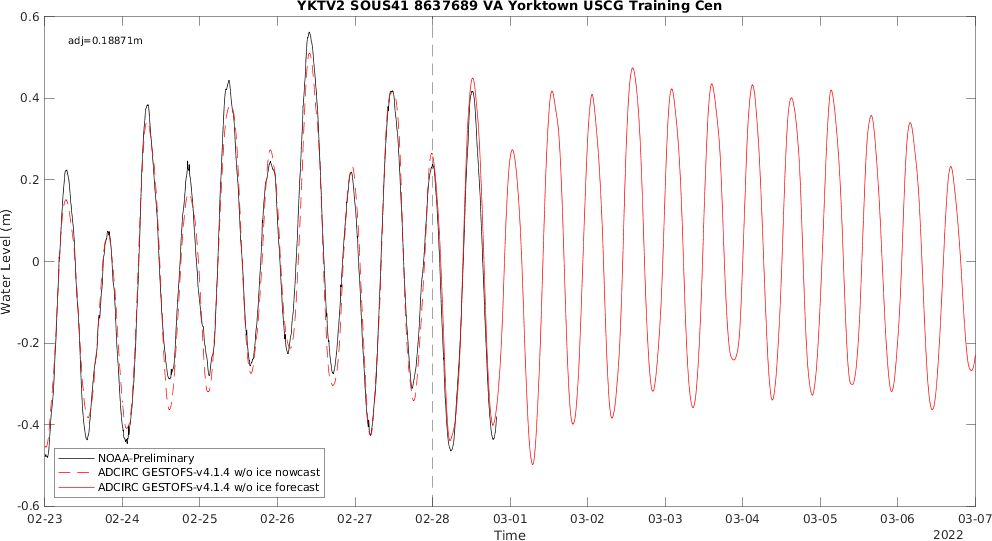 YKTV2 SOUS41 8637689 VA Yorktown USCG Training Cen
adj=0.18871m
0.6
0.4
0.2
0
-0.2
-0.4
-0.6
Water Level (m)
NOAA-Preliminary
ADCIRC GESTOFS-v4.1.4 w/o ice nowcast
ADCIRC GESTOFS-v4.1.4 w/o ice forecast
02-23 02-24 02-25 02-26 02-27 02-28 03-01 03-02 03-03 03-04 03-05 03-06 03-07
Time
2022